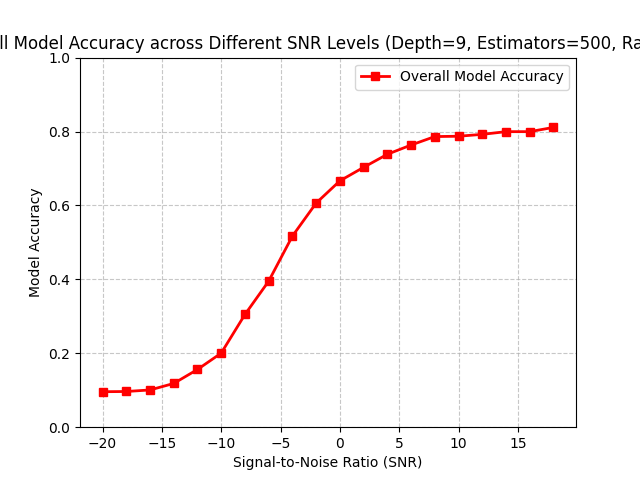 ll Model Accuracy across Different SNR Levels (Depth=9, Estimators=500, Ra
Overall Model Accuracy
1.0
0.8
0.6
0.4
0.2
0.0
Model Accuracy
−20 −15 −10 −5 0 5 10 15
Signal-to-Noise Ratio (SNR)